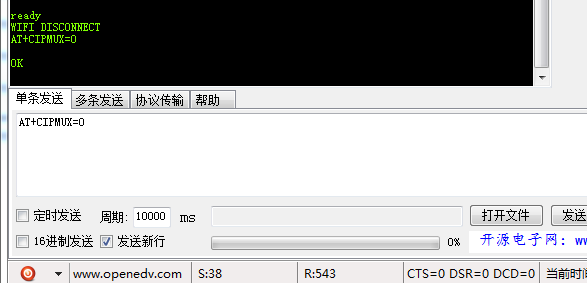 ready
WIFI DISCONNECT
AT+CIPMUX=0
OK
单条发送 多条发送 协议传输 帮助
AT+CIPMUX=0
定时发送 周期: 10000 ms 打开文件 发送
16进制发送 发送新行 0% 开源电子网:
www.openedv.com S:38 R:543 CTS=0 DSR=0 DCD=0 当前时